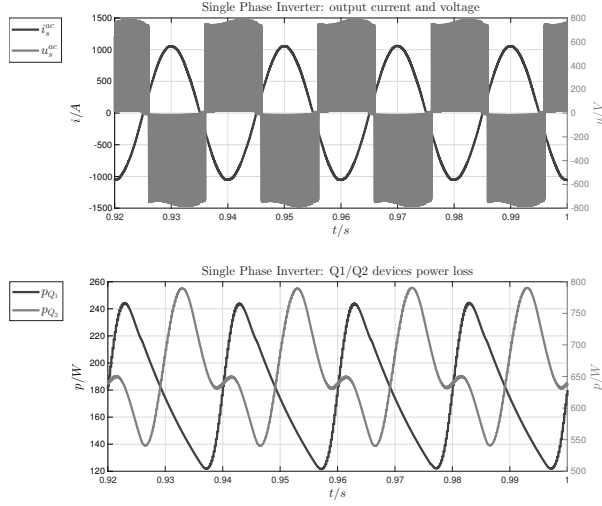 Single Phase Inverter: output current and voltage
i_s^{ac}
u_s^{ac}
1500
1000
500
0
-500
-1000
-1500
i/A
800
600
400
200
0
-200
-400
-600
-800
u/V
0.92 0.93 0.94 0.95 0.96 0.97 0.98 0.99 1
t/s
Single Phase Inverter: Q1/Q2 devices power loss
p_{Q_1}
p_{Q_2}
260
240
220
200
180
160
140
120
p/W
800
750
700
650
600
550
500
p/W
0.92 0.93 0.94 0.95 0.96 0.97 0.98 0.99 1
t/s